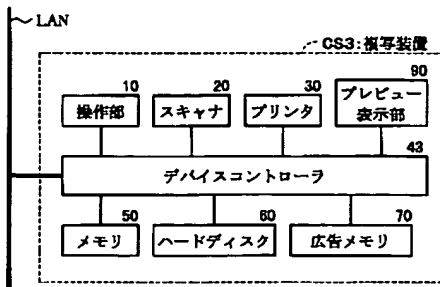 LAN
CS3:複写装置
10
20
30
90
操作部
スキャナ
プリンタ
プレビュー
表示部
43
デバイスコントローラ
50
60
70
メモリ
ハードディスク
広告メモリ